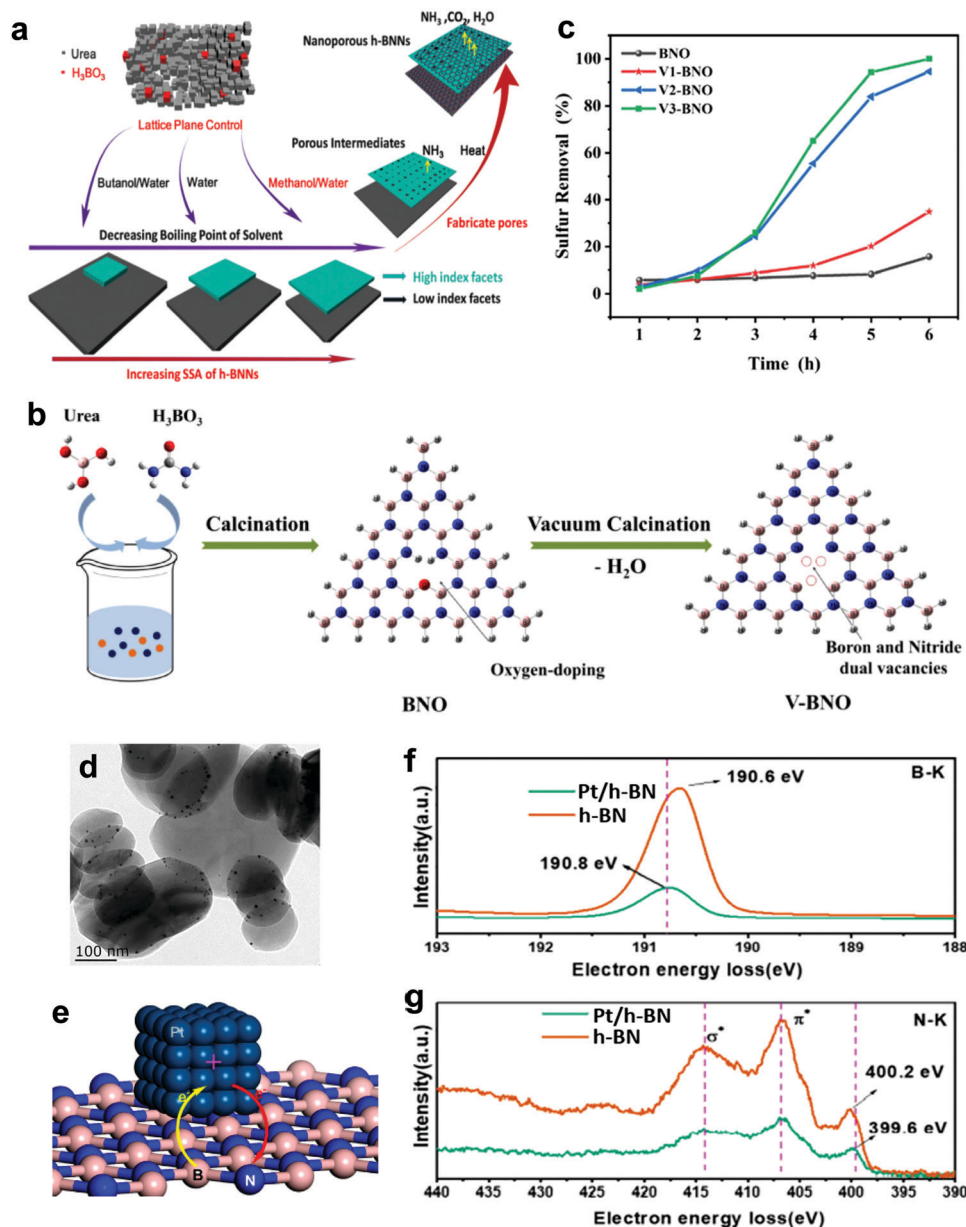 a
Urea
H₃BO₃
Lattice Plane Control
Butanol/Water
Water
Methanol/Water
Decreasing Boiling Point of Solvent
High index facets
Low index facets
Increasing SSA of h-BNNs
NH₃ ,CO₂, H₂O
Nanoporous h-BNNs
Porous Intermediates
NH₃
Heat
Fabricate pores
c
BNO
V1-BNO
V2-BNO
V3-BNO
Sulfur Removal (%)
100
80
60
40
20
0
1 2 3 4 5 6
Time (h)
b
Urea
H₃BO₃
Calcination
Oxygen-doping
BNO
Vacuum Calcination
- H₂O
Boron and Nitride
dual vacancies
V-BNO
d
100 nm
e
Pt
+
e⁻
e⁻
B
N
f
Pt/h-BN
h-BN
190.6 eV
B-K
190.8 eV
Intensity(a.u.)
193 192 191 190 189 188
Electron energy loss(eV)
g
Pt/h-BN
h-BN
σ*
π*
N-K
400.2 eV
399.6 eV
Intensity(a.u.)
440 435 430 425 420 415 410 405 400 395 390
Electron energy loss(eV)